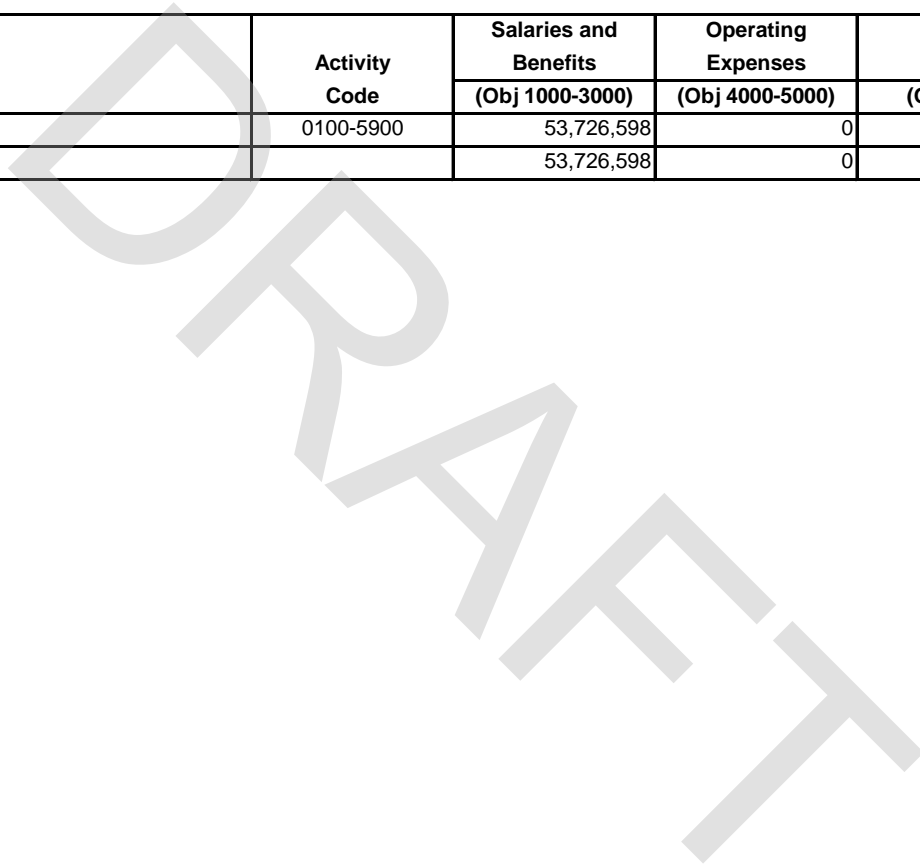 Salaries and Operating
Activity Benefits Expenses
Code (Obj 1000-3000) (Obj 4000-5000) (
0100-5900 53,726,598 0
53,726,598 0
DRAFT